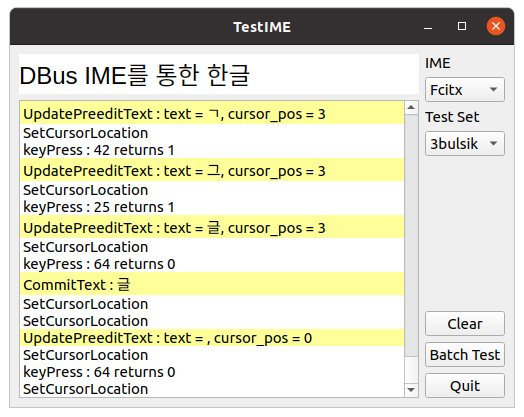 TestIME
DBus IME를 통한 한글
UpdatePreeditText : text = ㄱ, cursor_pos = 3
SetCursorLocation
keyPress : 42 returns 1
UpdatePreeditText : text = 그, cursor_pos = 3
SetCursorLocation
keyPress : 25 returns 1
UpdatePreeditText : text = 글, cursor_pos = 3
SetCursorLocation
keyPress : 64 returns 0
CommitText : 글
SetCursorLocation
SetCursorLocation
UpdatePreeditText : text = , cursor_pos = 0
SetCursorLocation
keyPress : 64 returns 0
SetCursorLocation
IME
Fcitx
Test Set
3bulsik
Clear
Batch Test
Quit